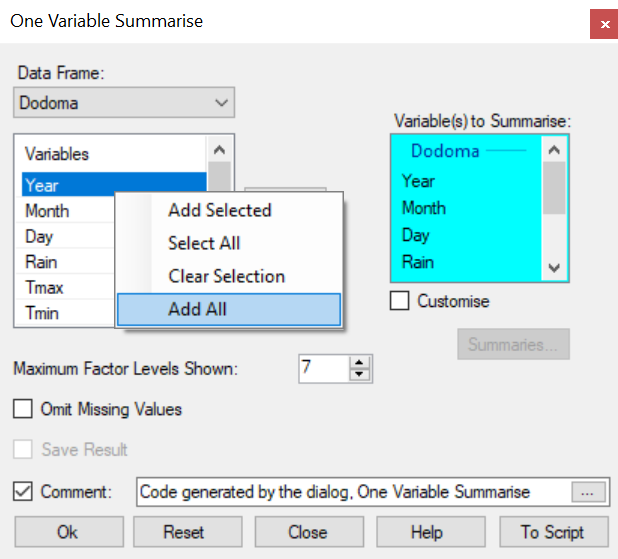 One Variable Summarise
Data Frame:
Dodoma
Variables
Year
Month
Day
Rain
Tmax
Tmin
Add Selected
Select All
Clear Selection
Add All
Variable(s) to Summarise:
Dodoma
Year
Month
Day
Rain
Customise
Summaries...
Maximum Factor Levels Shown:
7
Omit Missing Values
Save Result
Comment:
Code generated by the dialog, One Variable Summarise
...
Ok
Reset
Close
Help
To Script